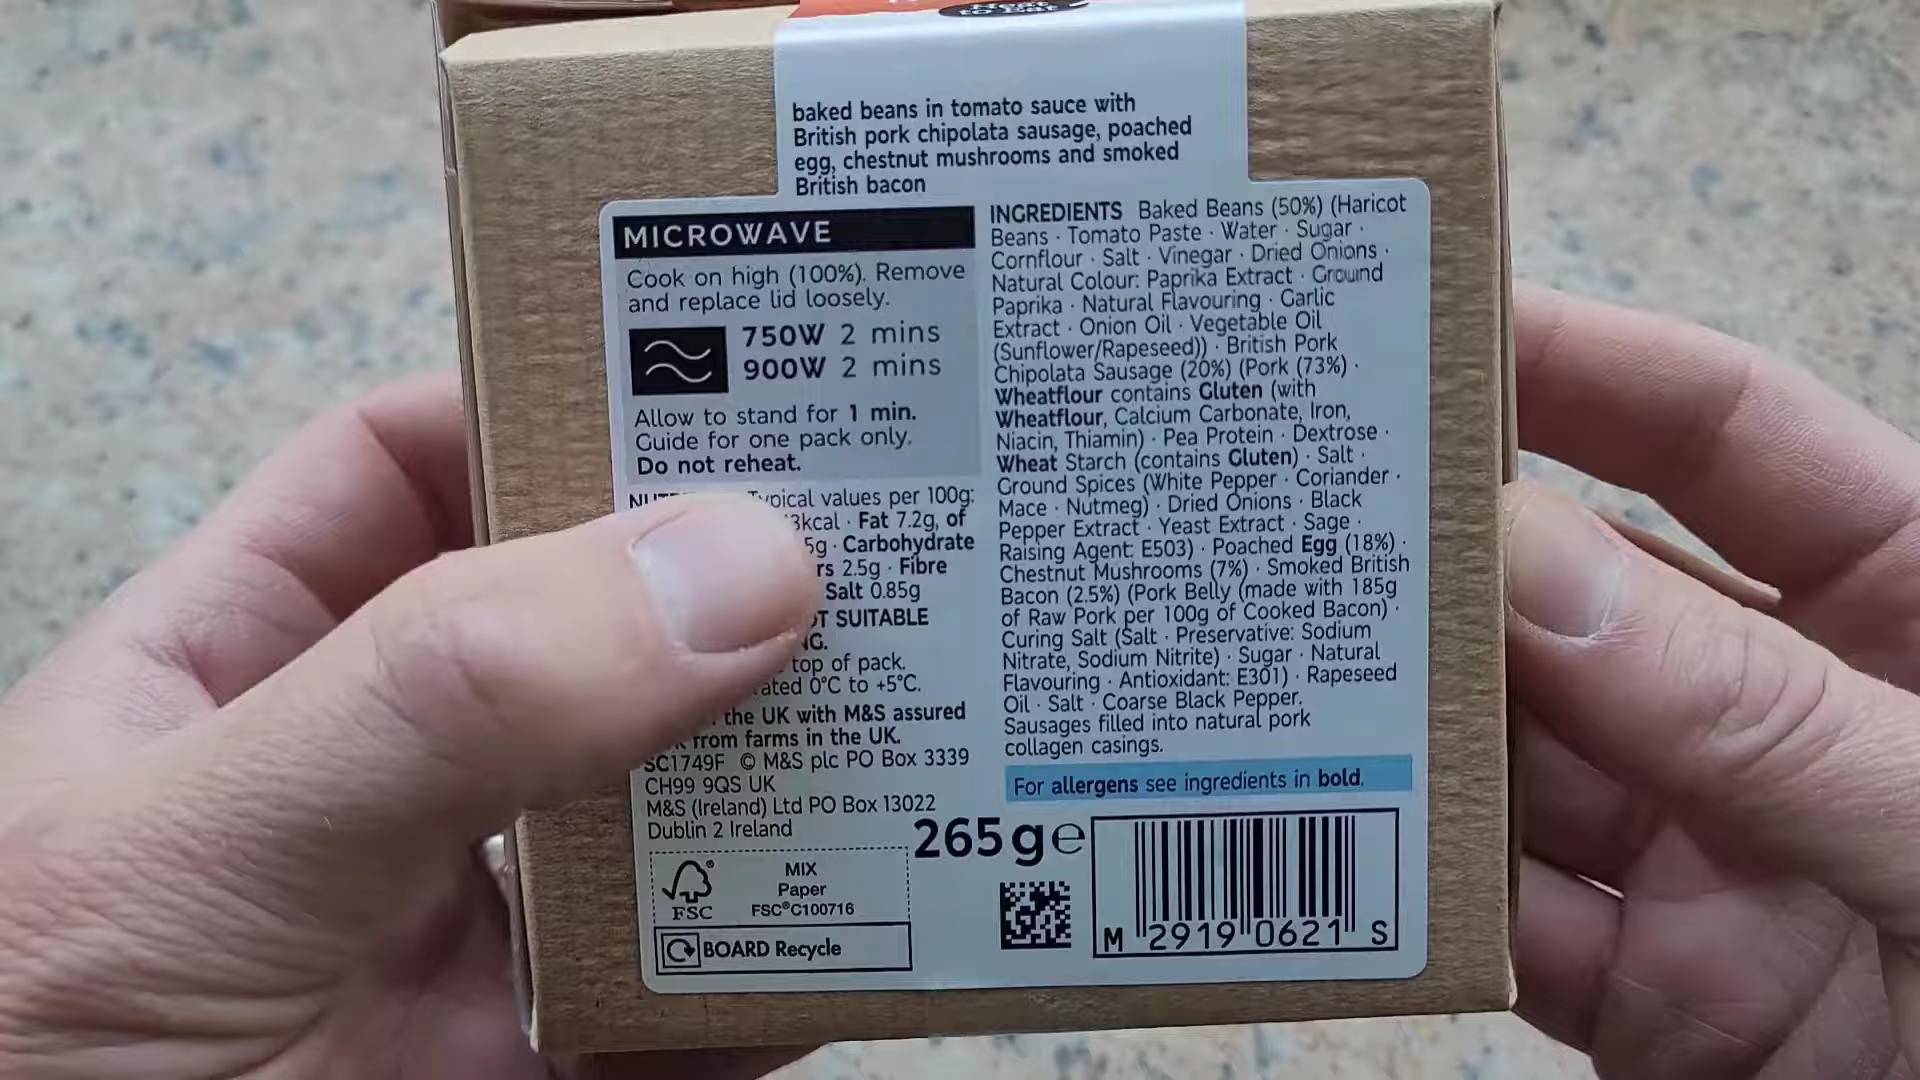 to Eat
baked beans in tomato sauce with
British pork chipolata sausage, poached
egg, chestnut mushrooms and smoked
British bacon
MICROWAVE
Cook on high (100%). Remove
and replace lid loosely.
750W 2 mins
900W 2 mins
Allow to stand for 1 min.
Guide for one pack only.
Do not reheat.
Typical values per 100g:
3kcal · Fat 7.2g, of
5g · Carbohydrate
2.5g · Fibre
Salt 0.85g
SUITABLE
top of pack.
0°C to +5°C.
the UK with M&S assured
from farms in the UK.
SC1749F © M&S plc PO Box 3339
CH99 9QS UK
M&S (Ireland) Ltd PO Box 13022
Dublin 2 Ireland
FSC
MIX
Paper
FSC®C100716
BOARD Recycle
INGREDIENTS Baked Beans (50%) (Haricot
Beans · Tomato Paste · Water · Sugar ·
Cornflour · Salt · Vinegar · Dried Onions ·
Natural Colour: Paprika Extract · Ground
Paprika · Natural Flavouring · Garlic
Extract · Onion Oil · Vegetable Oil
(Sunflower/Rapeseed)) · British Pork
Chipolata Sausage (20%) (Pork (73%) ·
Wheatflour contains Gluten (with
Wheatflour, Calcium Carbonate, Iron,
Niacin, Thiamin) · Pea Protein · Dextrose ·
Wheat Starch (contains Gluten) · Salt ·
Ground Spices (White Pepper · Coriander ·
Mace · Nutmeg) · Dried Onions · Black
Pepper Extract · Yeast Extract · Sage ·
Raising Agent: E503) · Poached Egg (18%) ·
Chestnut Mushrooms (7%) · Smoked British
Bacon (2.5%) (Pork Belly (made with 185g
of Raw Pork per 100g of Cooked Bacon) ·
Curing Salt (Salt · Preservative: Sodium
Nitrate, Sodium Nitrite) · Sugar · Natural
Flavouring · Antioxidant: E301) · Rapeseed
Oil · Salt · Coarse Black Pepper.
Sausages filled into natural pork
collagen casings.
For allergens see ingredients in bold.
265g℮
M 2919 0621 S